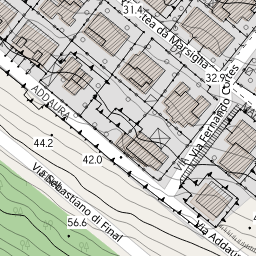 31.4
tea da Marsiglia
32.9
Via Fernando Cortes
ADDAURA
44.2
42.0
Via Sebastiano di Final
56.6
Via Addau